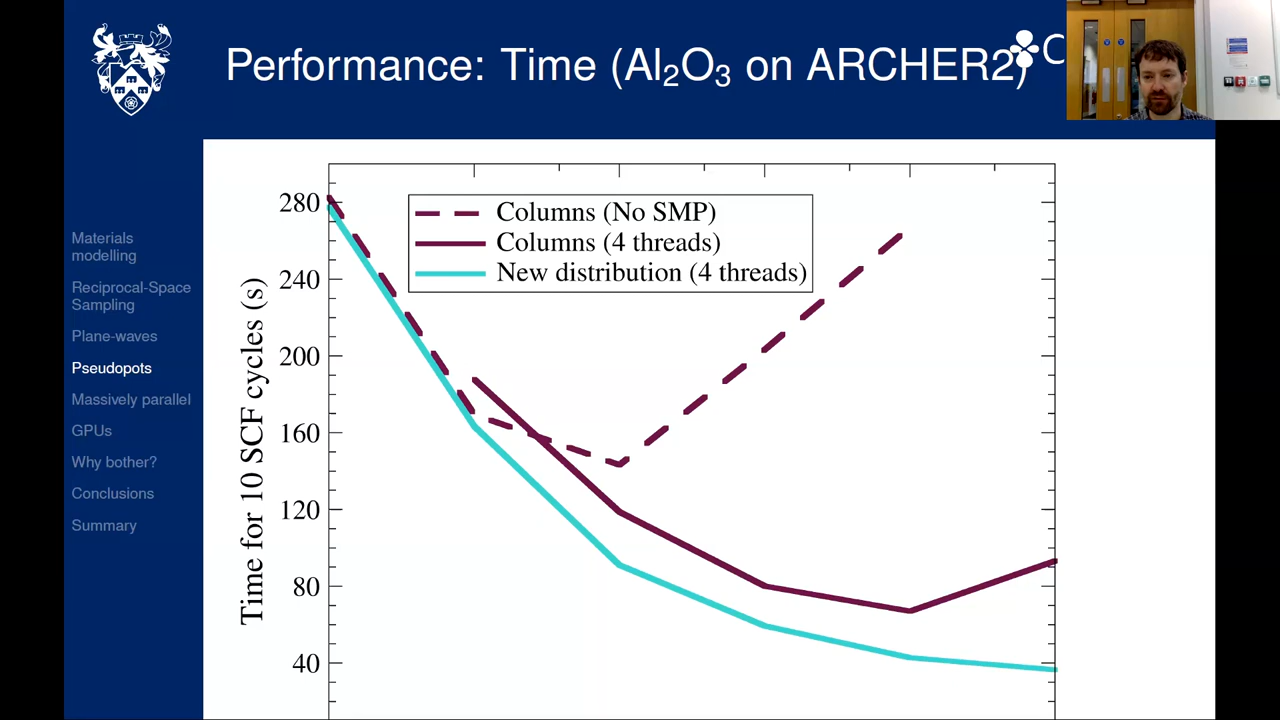 Performance: Time (Al₂O₃ on ARCHER2)
C
Materials
modelling
Reciprocal-Space
Sampling
Plane-waves
Pseudopots
Massively parallel
GPUs
Why bother?
Conclusions
Summary
Time for 10 SCF cycles (s)
280
240
200
160
120
80
40
Columns (No SMP)
Columns (4 threads)
New distribution (4 threads)